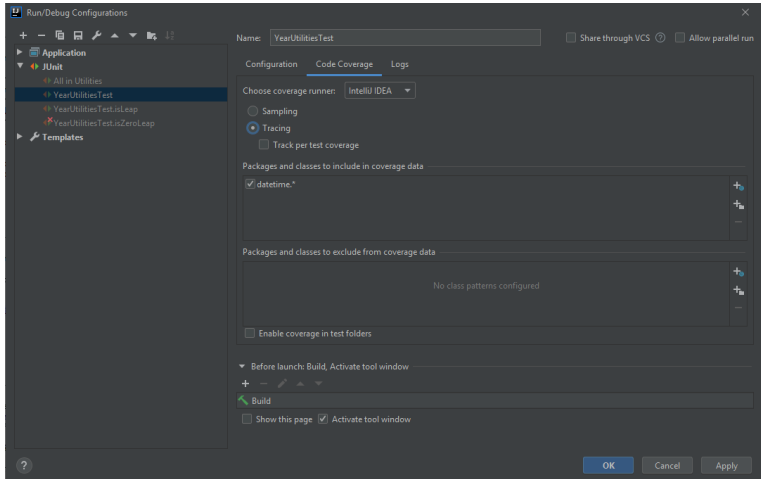 Run/Debug Configurations
Name: YearUtilitiesTest
Share through VCS
Allow parallel run
Application
JUnit
All in Utilities
YearUtilitiesTest
YearUtilitiesTest.isLeap
YearUtilitiesTest.isZeroLeap
Templates
Configuration Code Coverage Logs
Choose coverage runner: IntelliJ IDEA
Sampling
Tracing
Track per test coverage
Packages and classes to include in coverage data
datetime.*
Packages and classes to exclude from coverage data
No class patterns configured
Enable coverage in test folders
Before launch: Build, Activate tool window
Build
Show this page Activate tool window
? OK Cancel Apply